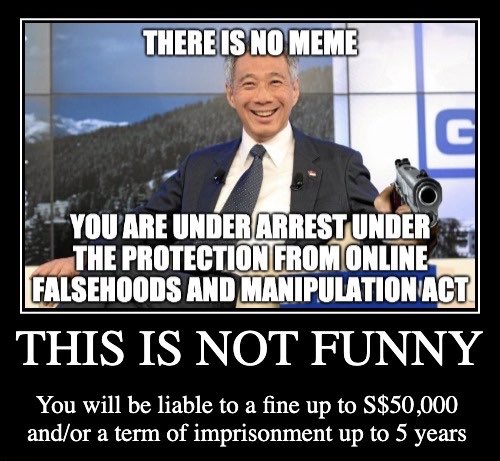 THERE IS NO MEME
G
YOU ARE UNDER ARREST UNDER
THE PROTECTION FROM ONLINE
FALSEHOODS AND MANIPULATION ACT
THIS IS NOT FUNNY
You will be liable to a fine up to S$50,000
and/or a term of imprisonment up to 5 years